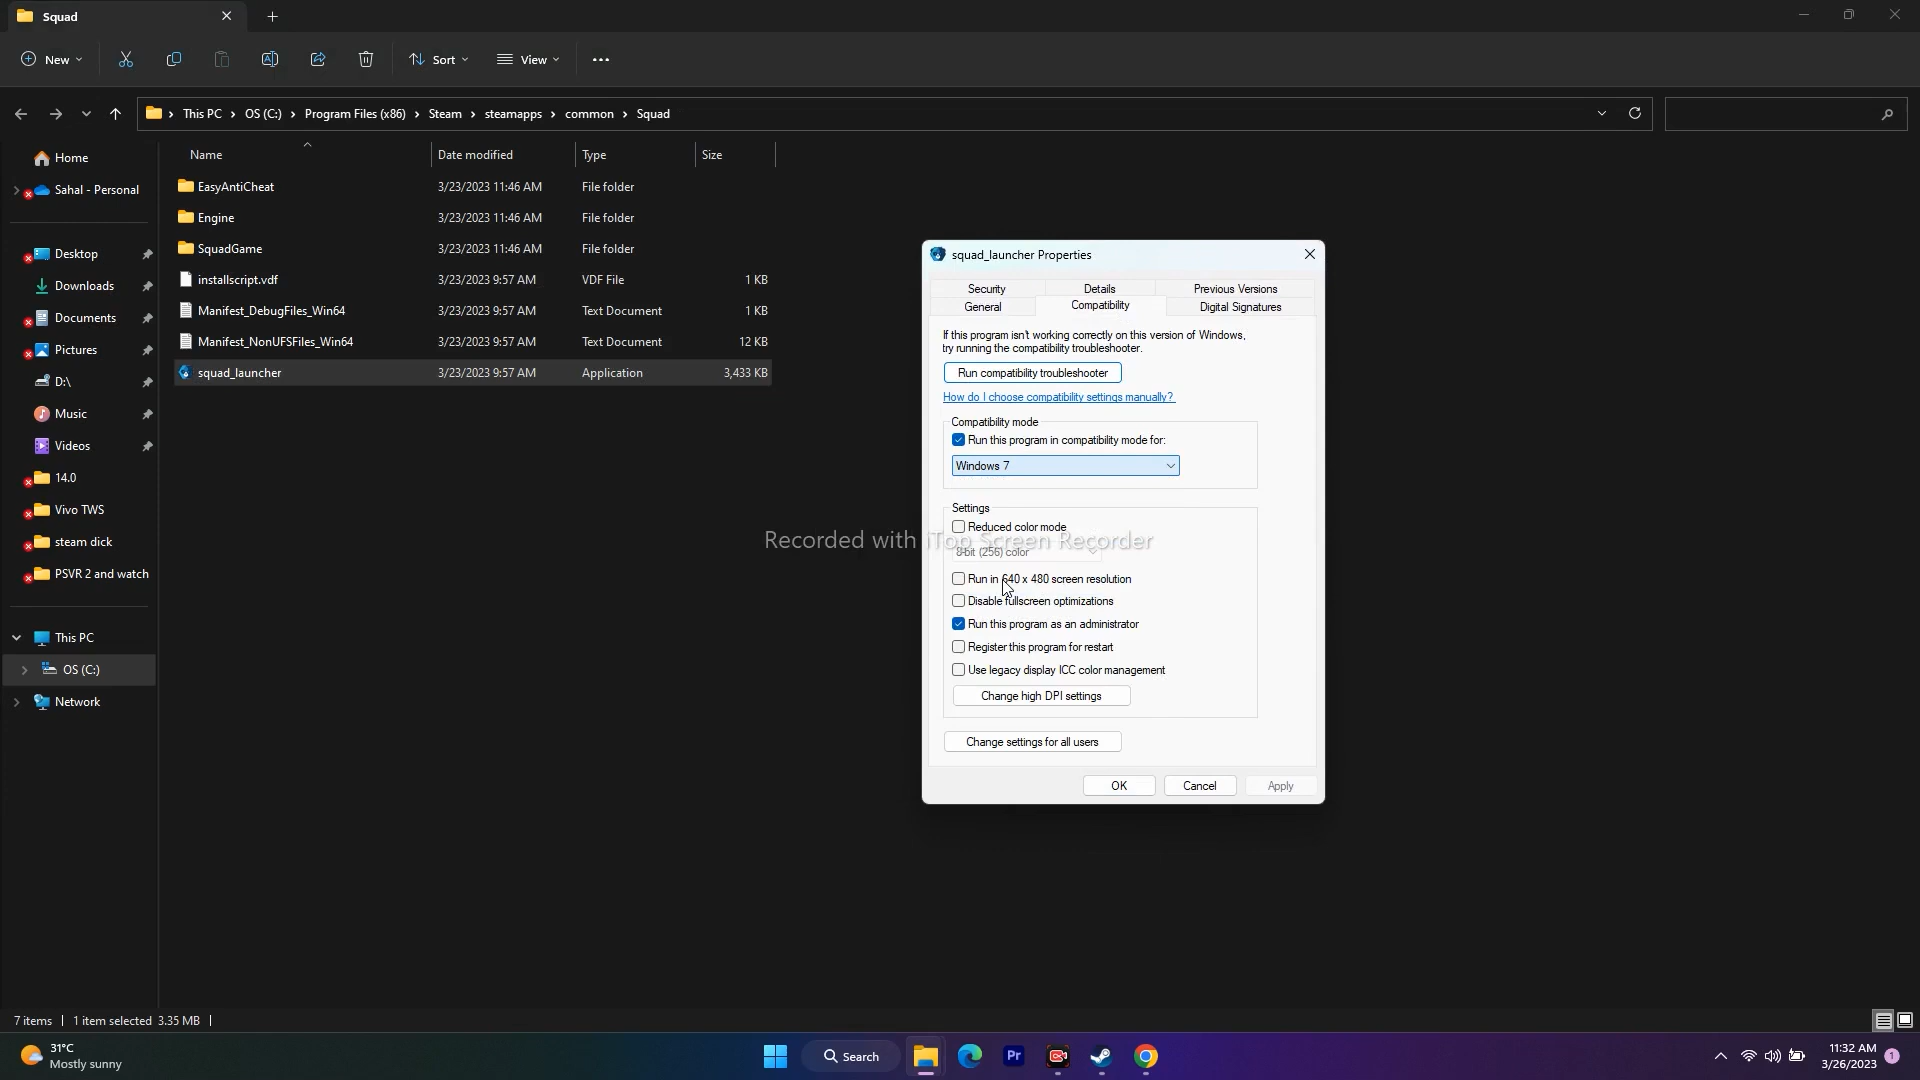 Squad
New
Sort
View
This PC
OS (C:)
Program Files (x86)
Steam
steamapps
common
Squad
Name
Date modified
Type
Size
EasyAntiCheat 3/23/2023 11:46 AM File folder
Engine 3/23/2023 11:46 AM File folder
SquadGame 3/23/2023 11:46 AM File folder
installscript.vdf 3/23/2023 9:57 AM VDF File 1 KB
Manifest_DebugFiles_Win64 3/23/2023 9:57 AM Text Document 1 KB
Manifest_NonUFSFiles_Win64 3/23/2023 9:57 AM Text Document 12 KB
squad_launcher 3/23/2023 9:57 AM Application 3,433 KB
Home
Sahal - Personal
Desktop
Downloads
Documents
Pictures
D:\
Music
Videos
14.0
Vivo TWS
steam dick
PSVR 2 and watch
This PC
OS (C:)
Network
squad_launcher Properties
Security
Details
Previous Versions
General
Compatibility
Digital Signatures
If this program isn't working correctly on this version of Windows,
try running the compatibility troubleshooter.
Run compatibility troubleshooter
How do I choose compatibility settings manually?
Compatibility mode
Run this program in compatibility mode for:
Windows 7
Settings
Reduced color mode
Recorded with iTop Screen Recorder
8-bit (256) color
Run in 640 x 480 screen resolution
Disable fullscreen optimizations
Run this program as an administrator
Register this program for restart
Use legacy display ICC color management
Change high DPI settings
Change settings for all users
OK
Cancel
Apply
7 items
1 item selected 3.35 MB
31°C
Mostly sunny
Search
Pr
11:32 AM
3/26/2023
1